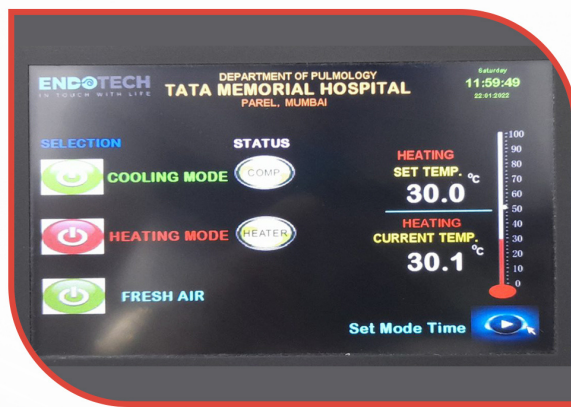 ENDOTECH
IN TOUCH WITH LIFE
DEPARTMENT OF PULMOLOGY
TATA MEMORIAL HOSPITAL
PAREL, MUMBAI
Saturday
11:59:49
22:01:2022
SELECTION
STATUS
COOLING MODE
COMP
HEATING MODE
HEATER
FRESH AIR
HEATING
SET TEMP.
30.0 °C
HEATING
CURRENT TEMP.
30.1 °C
100
90
80
70
60
50
40
30
20
10
0
Set Mode Time